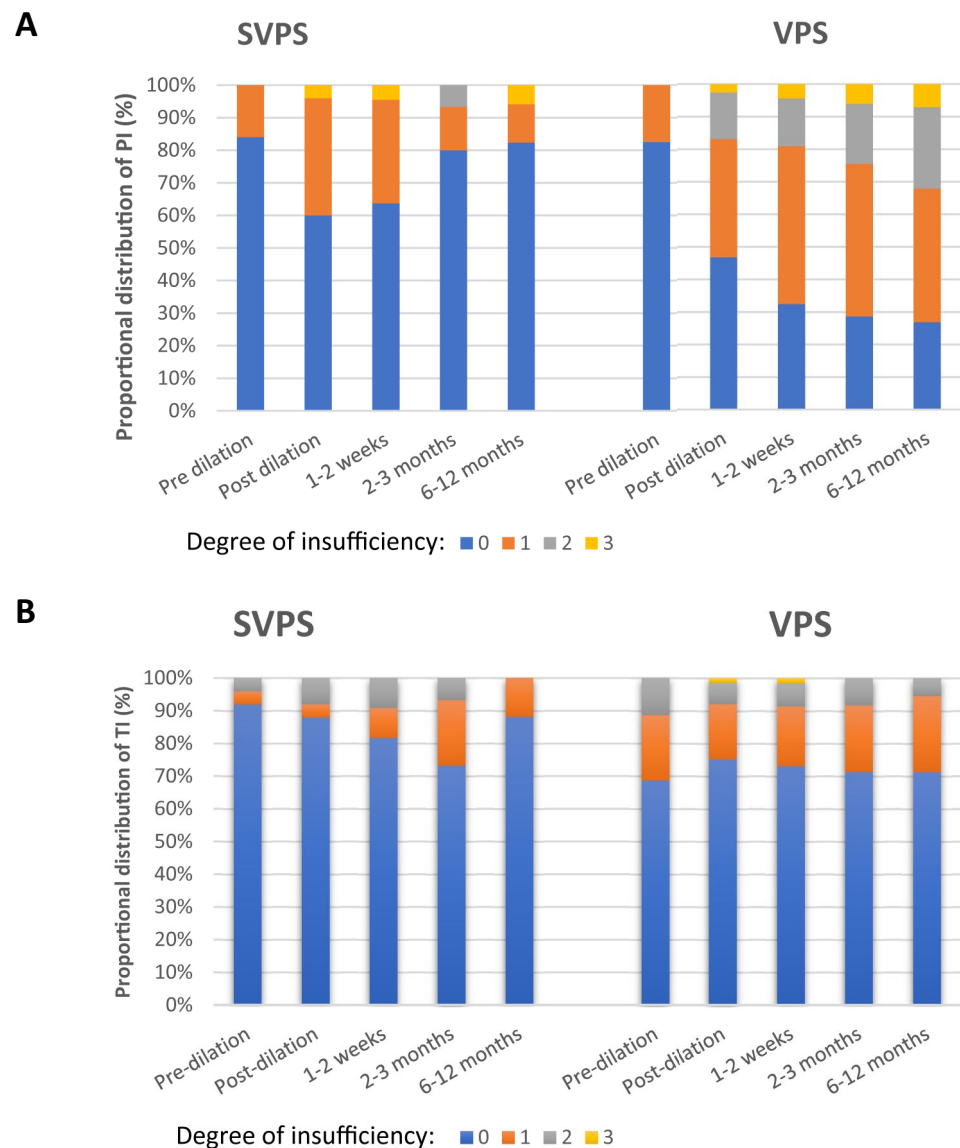 A
SVPS VPS
Proportional distribution of PI (%)
100%
90%
80%
70%
60%
50%
40%
30%
20%
10%
0%
Pre dilation
Post dilation
1-2 weeks
2-3 months
6-12 months
Pre dilation
Post dilation
1-2 weeks
2-3 months
6-12 months
Degree of insufficiency: 0 1 2 3
B
SVPS VPS
Proportional distribution of TI (%)
100%
90%
80%
70%
60%
50%
40%
30%
20%
10%
0%
Pre-dilation
Post-dilation
1-2 weeks
2-3 months
6-12 months
Pre-dilation
Post-dilation
1-2 weeks
2-3 months
6-12 months
Degree of insufficiency: 0 1 2 3